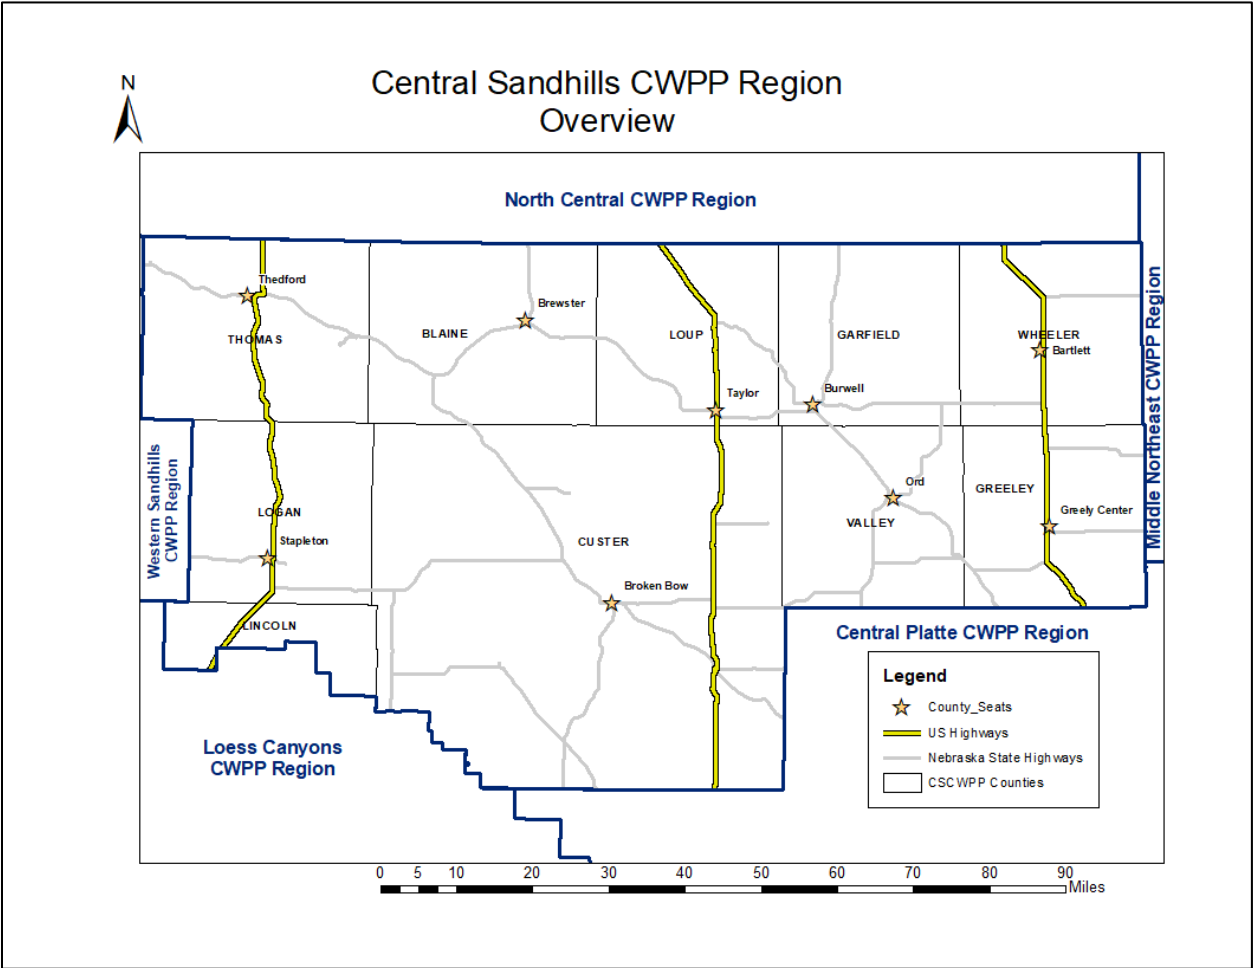 N
Central Sandhills CWPP Region
Overview
North Central CWPP Region
Thedford
THOMAS
BLAINE
Brewster
LOUP
GARFIELD
WHEELER
Bartlett
Taylor
Burwell
Middle Northeast CWPP Region
Western Sandhills
CWPP Region
LOGAN
Stapleton
CUSTER
Broken Bow
Ord
VALLEY
GREELEY
Greely Center
LINCOLN
Central Platte CWPP Region
Loess Canyons
CWPP Region
Legend
County_Seats
US Highways
Nebraska State Highways
CSCWPP Counties
0 5 10 20 30 40 50 60 70 80 90
Miles